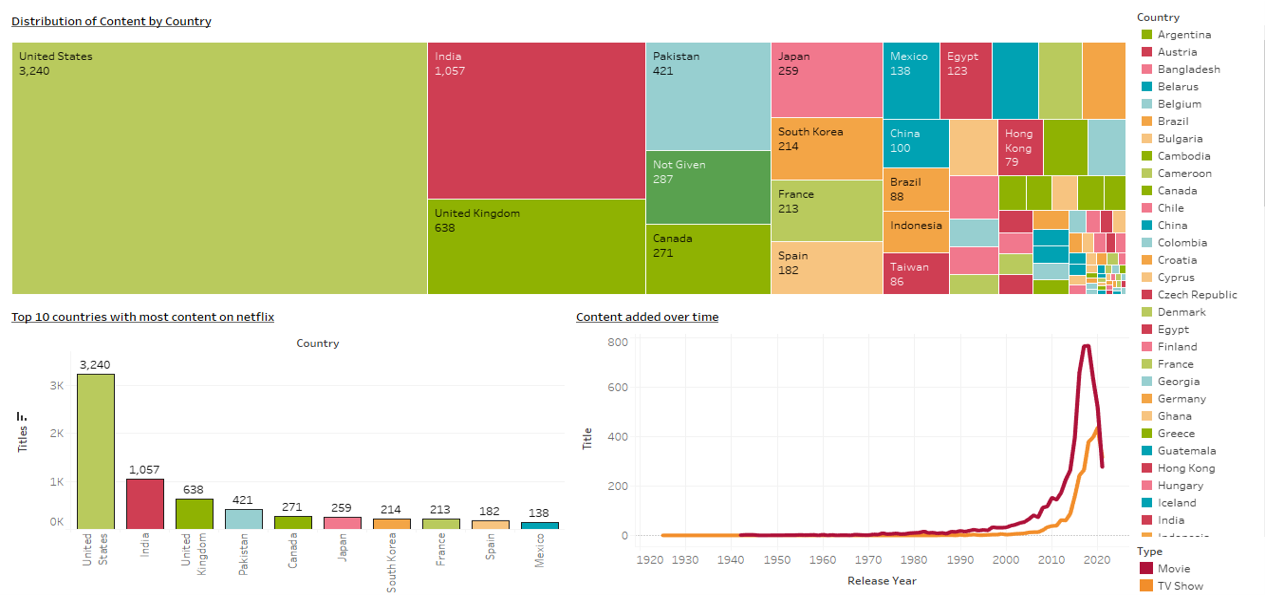 Distribution of Content by Country
United States
3,240
India
1,057
United Kingdom
638
Pakistan
421
Not Given
287
Canada
271
Japan
259
South Korea
214
France
213
Spain
182
Mexico
138
Egypt
123
China
100
Hong
Kong
79
Brazil
88
Indonesia
Taiwan
86
Country
Argentina
Austria
Bangladesh
Belarus
Belgium
Brazil
Bulgaria
Cambodia
Cameroon
Canada
Chile
China
Colombia
Croatia
Cyprus
Czech Republic
Denmark
Egypt
Finland
France
Georgia
Germany
Ghana
Greece
Guatemala
Hong Kong
Hungary
Iceland
India
Indonesia
Type
Movie
TV Show
Top 10 countries with most content on netflix
Country
Titles
3K
2K
1K
0K
3,240
1,057
638
421
271
259
214
213
182
138
United
States
India
United
Kingdom
Pakistan
Canada
Japan
South Korea
France
Spain
Mexico
Content added over time
Title
800
600
400
200
0
1920 1930 1940 1950 1960 1970 1980 1990 2000 2010 2020
Release Year